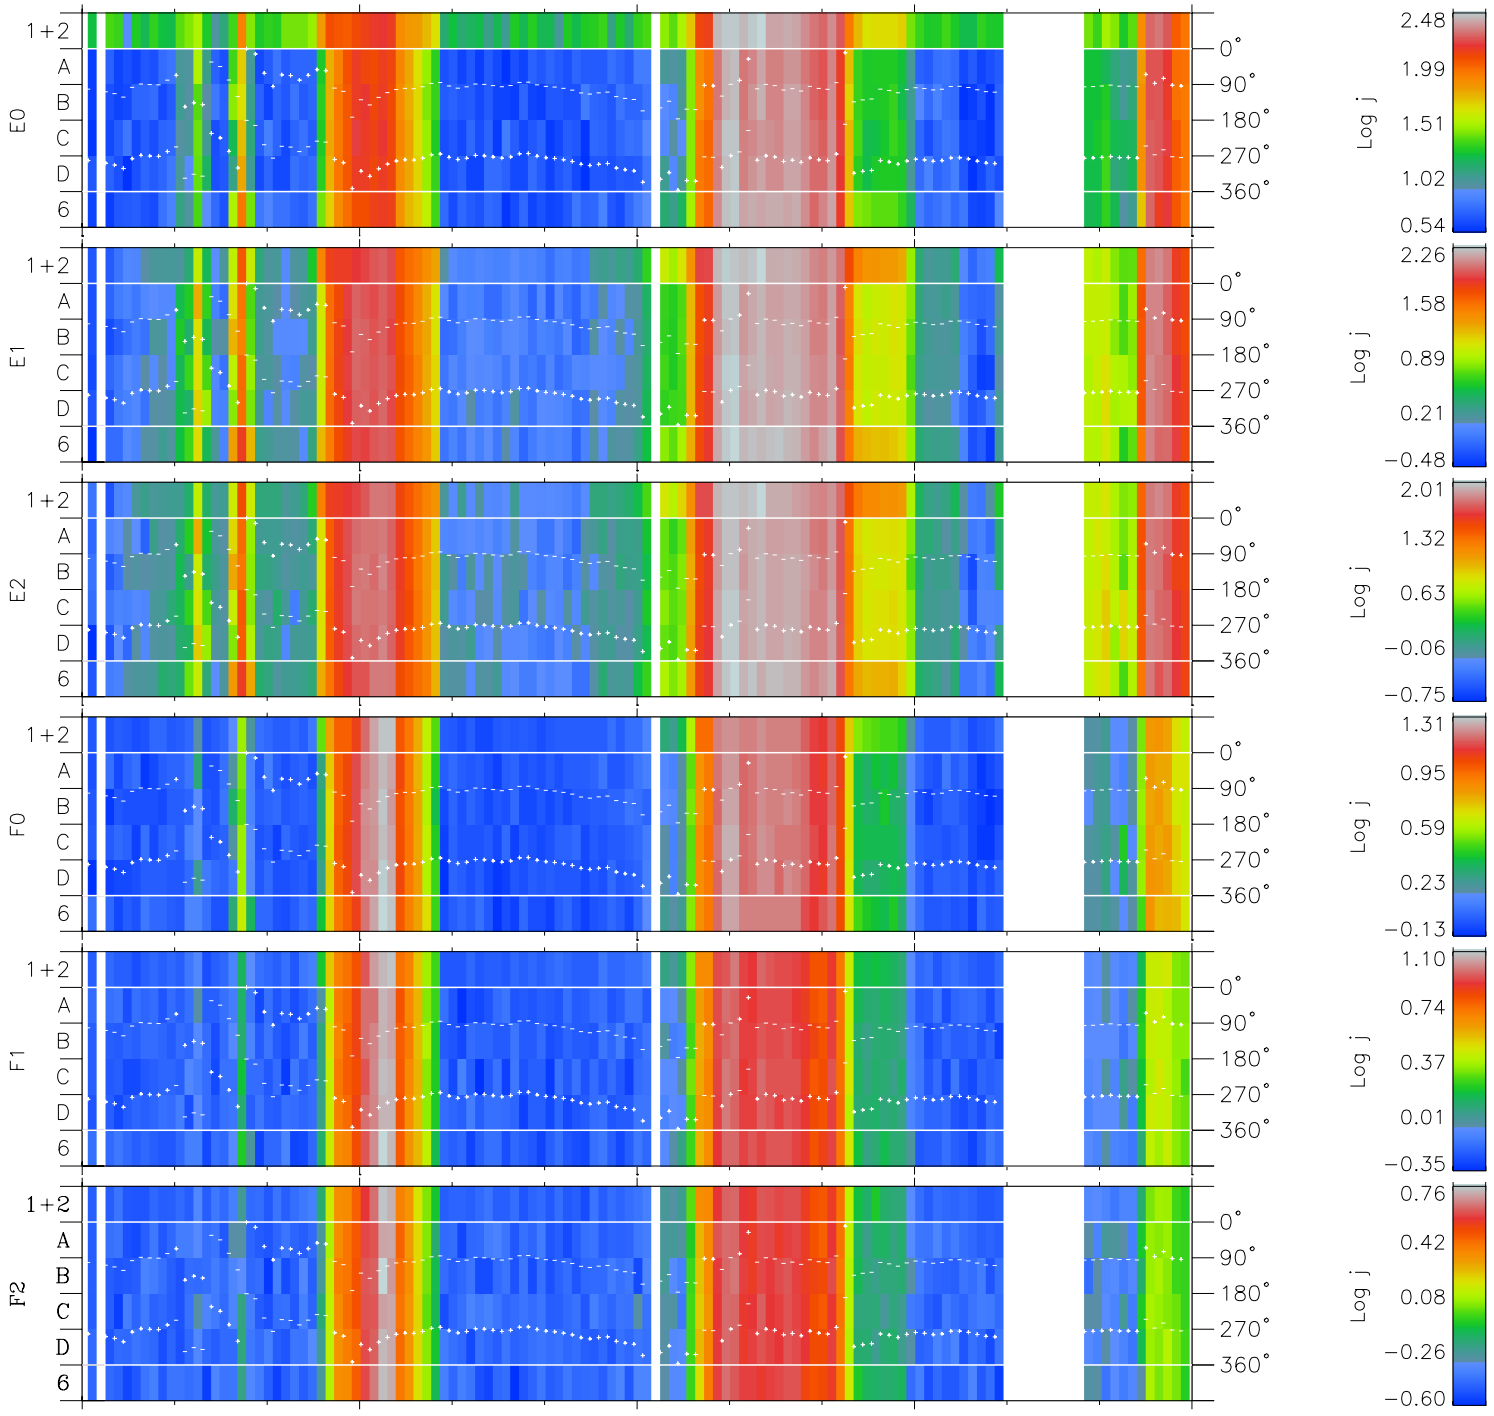 E0
1+2
A
B
C
D
6
0°
90°
180°
270°
360°
Log j
2.48
1.99
1.51
1.02
0.54
E1
1+2
A
B
C
D
6
0°
90°
180°
270°
360°
Log j
2.26
1.58
0.89
0.21
−0.48
E2
1+2
A
B
C
D
6
0°
90°
180°
270°
360°
Log j
2.01
1.32
0.63
−0.06
−0.75
F0
1+2
A
B
C
D
6
0°
90°
180°
270°
360°
Log j
1.31
0.95
0.59
0.23
−0.13
F1
1+2
A
B
C
D
6
0°
90°
180°
270°
360°
Log j
1.10
0.74
0.37
0.01
−0.35
F2
1+2
A
B
C
D
6
0°
90°
180°
270°
360°
Log j
0.76
0.42
0.08
−0.26
−0.60